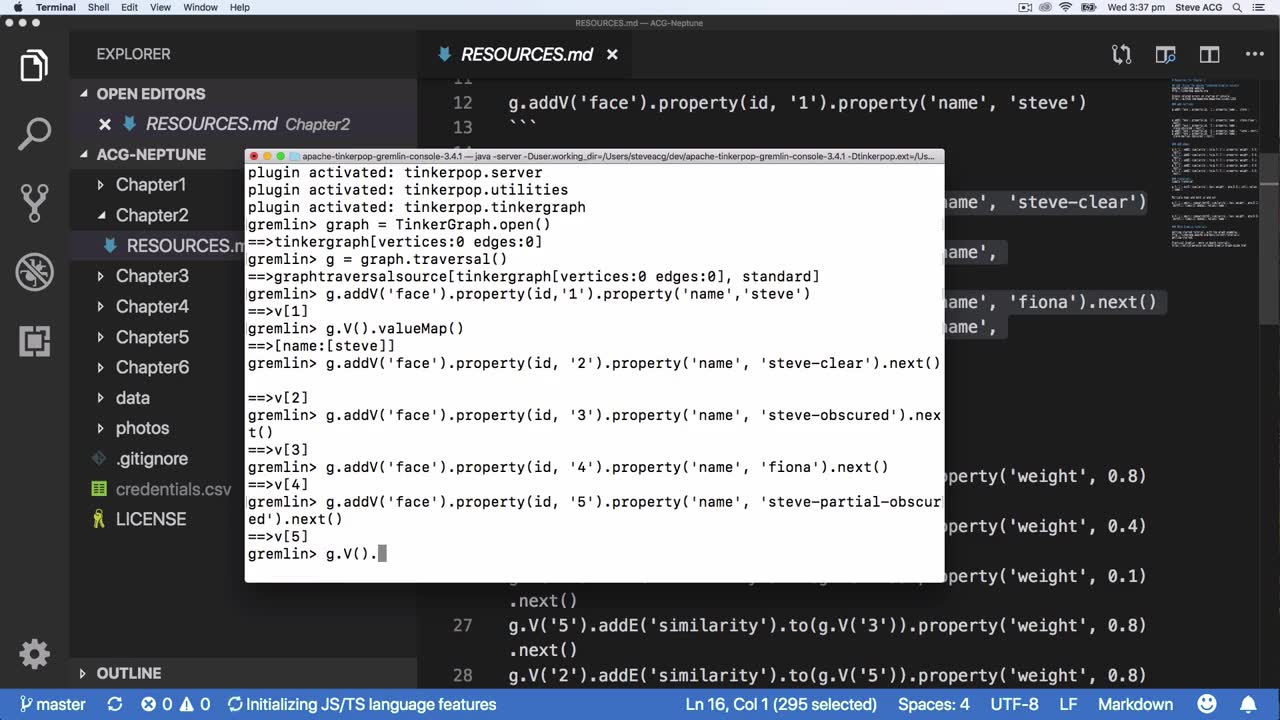 Terminal Shell Edit View Window Help Wed 3:37 pm Steve ACG
RESOURCES.md — ACG-Neptune
EXPLORER
RESOURCES.md
OPEN EDITORS
RESOURCES.md Chapter2
ACG-NEPTUNE
Chapter1
Chapter2
RESOURCES.m
Chapter3
Chapter4
Chapter5
Chapter6
data
photos
.gitignore
credentials.csv
LICENSE
OUTLINE
11
12 g.addV('face').property(id, '1').property('name', 'steve')
13 ```
name', 'steve-clear')
name',
name', 'fiona').next()
name',
property('weight', 0.8)
property('weight', 0.4)
property('weight', 0.1)
.next()
27 g.V('5').addE('similarity').to(g.V('3')).property('weight', 0.8)
.next()
28 g.V('2').addE('similarity').to(g.V('5')).property('weight', 0.8)
apache-tinkerpop-gremlin-console-3.4.1 — java -server -Duser.working_dir=/Users/steveacg/dev/apache-tinkerpop-gremlin-console-3.4.1 -Dtinkerpop.ext=/Us...
plugin activated: tinkerpop.server
plugin activated: tinkerpop.utilities
plugin activated: tinkerpop.tinkergraph
gremlin> graph = TinkerGraph.open()
==>tinkergraph[vertices:0 edges:0]
gremlin> g = graph.traversal()
==>graphtraversalsource[tinkergraph[vertices:0 edges:0], standard]
gremlin> g.addV('face').property(id,'1').property('name','steve')
==>v[1]
gremlin> g.V().valueMap()
==>[name:[steve]]
gremlin> g.addV('face').property(id, '2').property('name', 'steve-clear').next()
==>v[2]
gremlin> g.addV('face').property(id, '3').property('name', 'steve-obscured').nex
t()
==>v[3]
gremlin> g.addV('face').property(id, '4').property('name', 'fiona').next()
==>v[4]
gremlin> g.addV('face').property(id, '5').property('name', 'steve-partial-obscur
ed').next()
==>v[5]
gremlin> g.V().
master 0 0 Initializing JS/TS language features Ln 16, Col 1 (295 selected) Spaces: 4 UTF-8 LF Markdown